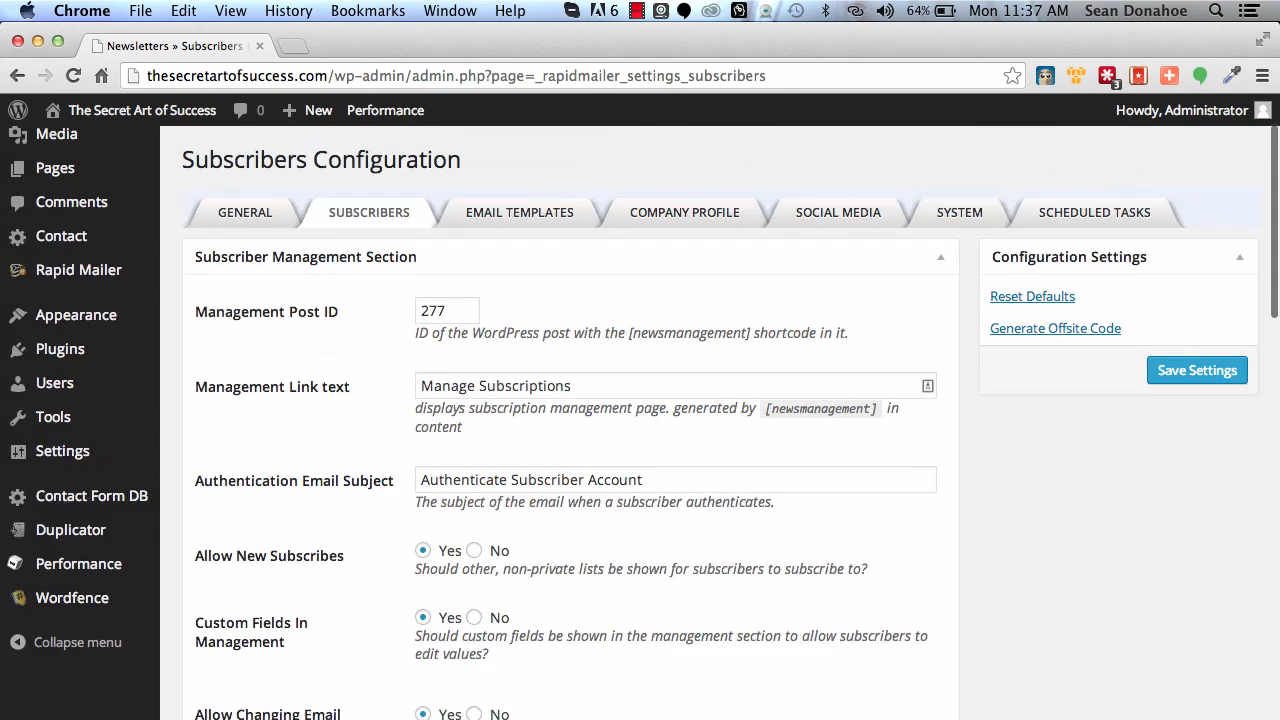 Chrome File Edit View History Bookmarks Window Help 6 64% Mon 11:37 AM Sean Donahoe
Newsletters » Subscribers
thesecretartofsuccess.com/wp-admin/admin.php?page=_rapidmailer_settings_subscribers 3
The Secret Art of Success 0 New Performance Howdy, Administrator
Media
Pages
Comments
Contact
Rapid Mailer
Appearance
Plugins
Users
Tools
Settings
Contact Form DB
Duplicator
Performance
Wordfence
Collapse menu
Subscribers Configuration
GENERAL SUBSCRIBERS EMAIL TEMPLATES COMPANY PROFILE SOCIAL MEDIA SYSTEM SCHEDULED TASKS
Subscriber Management Section
Management Post ID 277
ID of the WordPress post with the [newsmanagement] shortcode in it.
Management Link text Manage Subscriptions
displays subscription management page. generated by [newsmanagement] in
content
Authentication Email Subject Authenticate Subscriber Account
The subject of the email when a subscriber authenticates.
Allow New Subscribes Yes No
Should other, non-private lists be shown for subscribers to subscribe to?
Custom Fields In
Management
Yes No
Should custom fields be shown in the management section to allow subscribers to
edit values?
Allow Changing Email Yes No
Configuration Settings
Reset Defaults
Generate Offsite Code
Save Settings